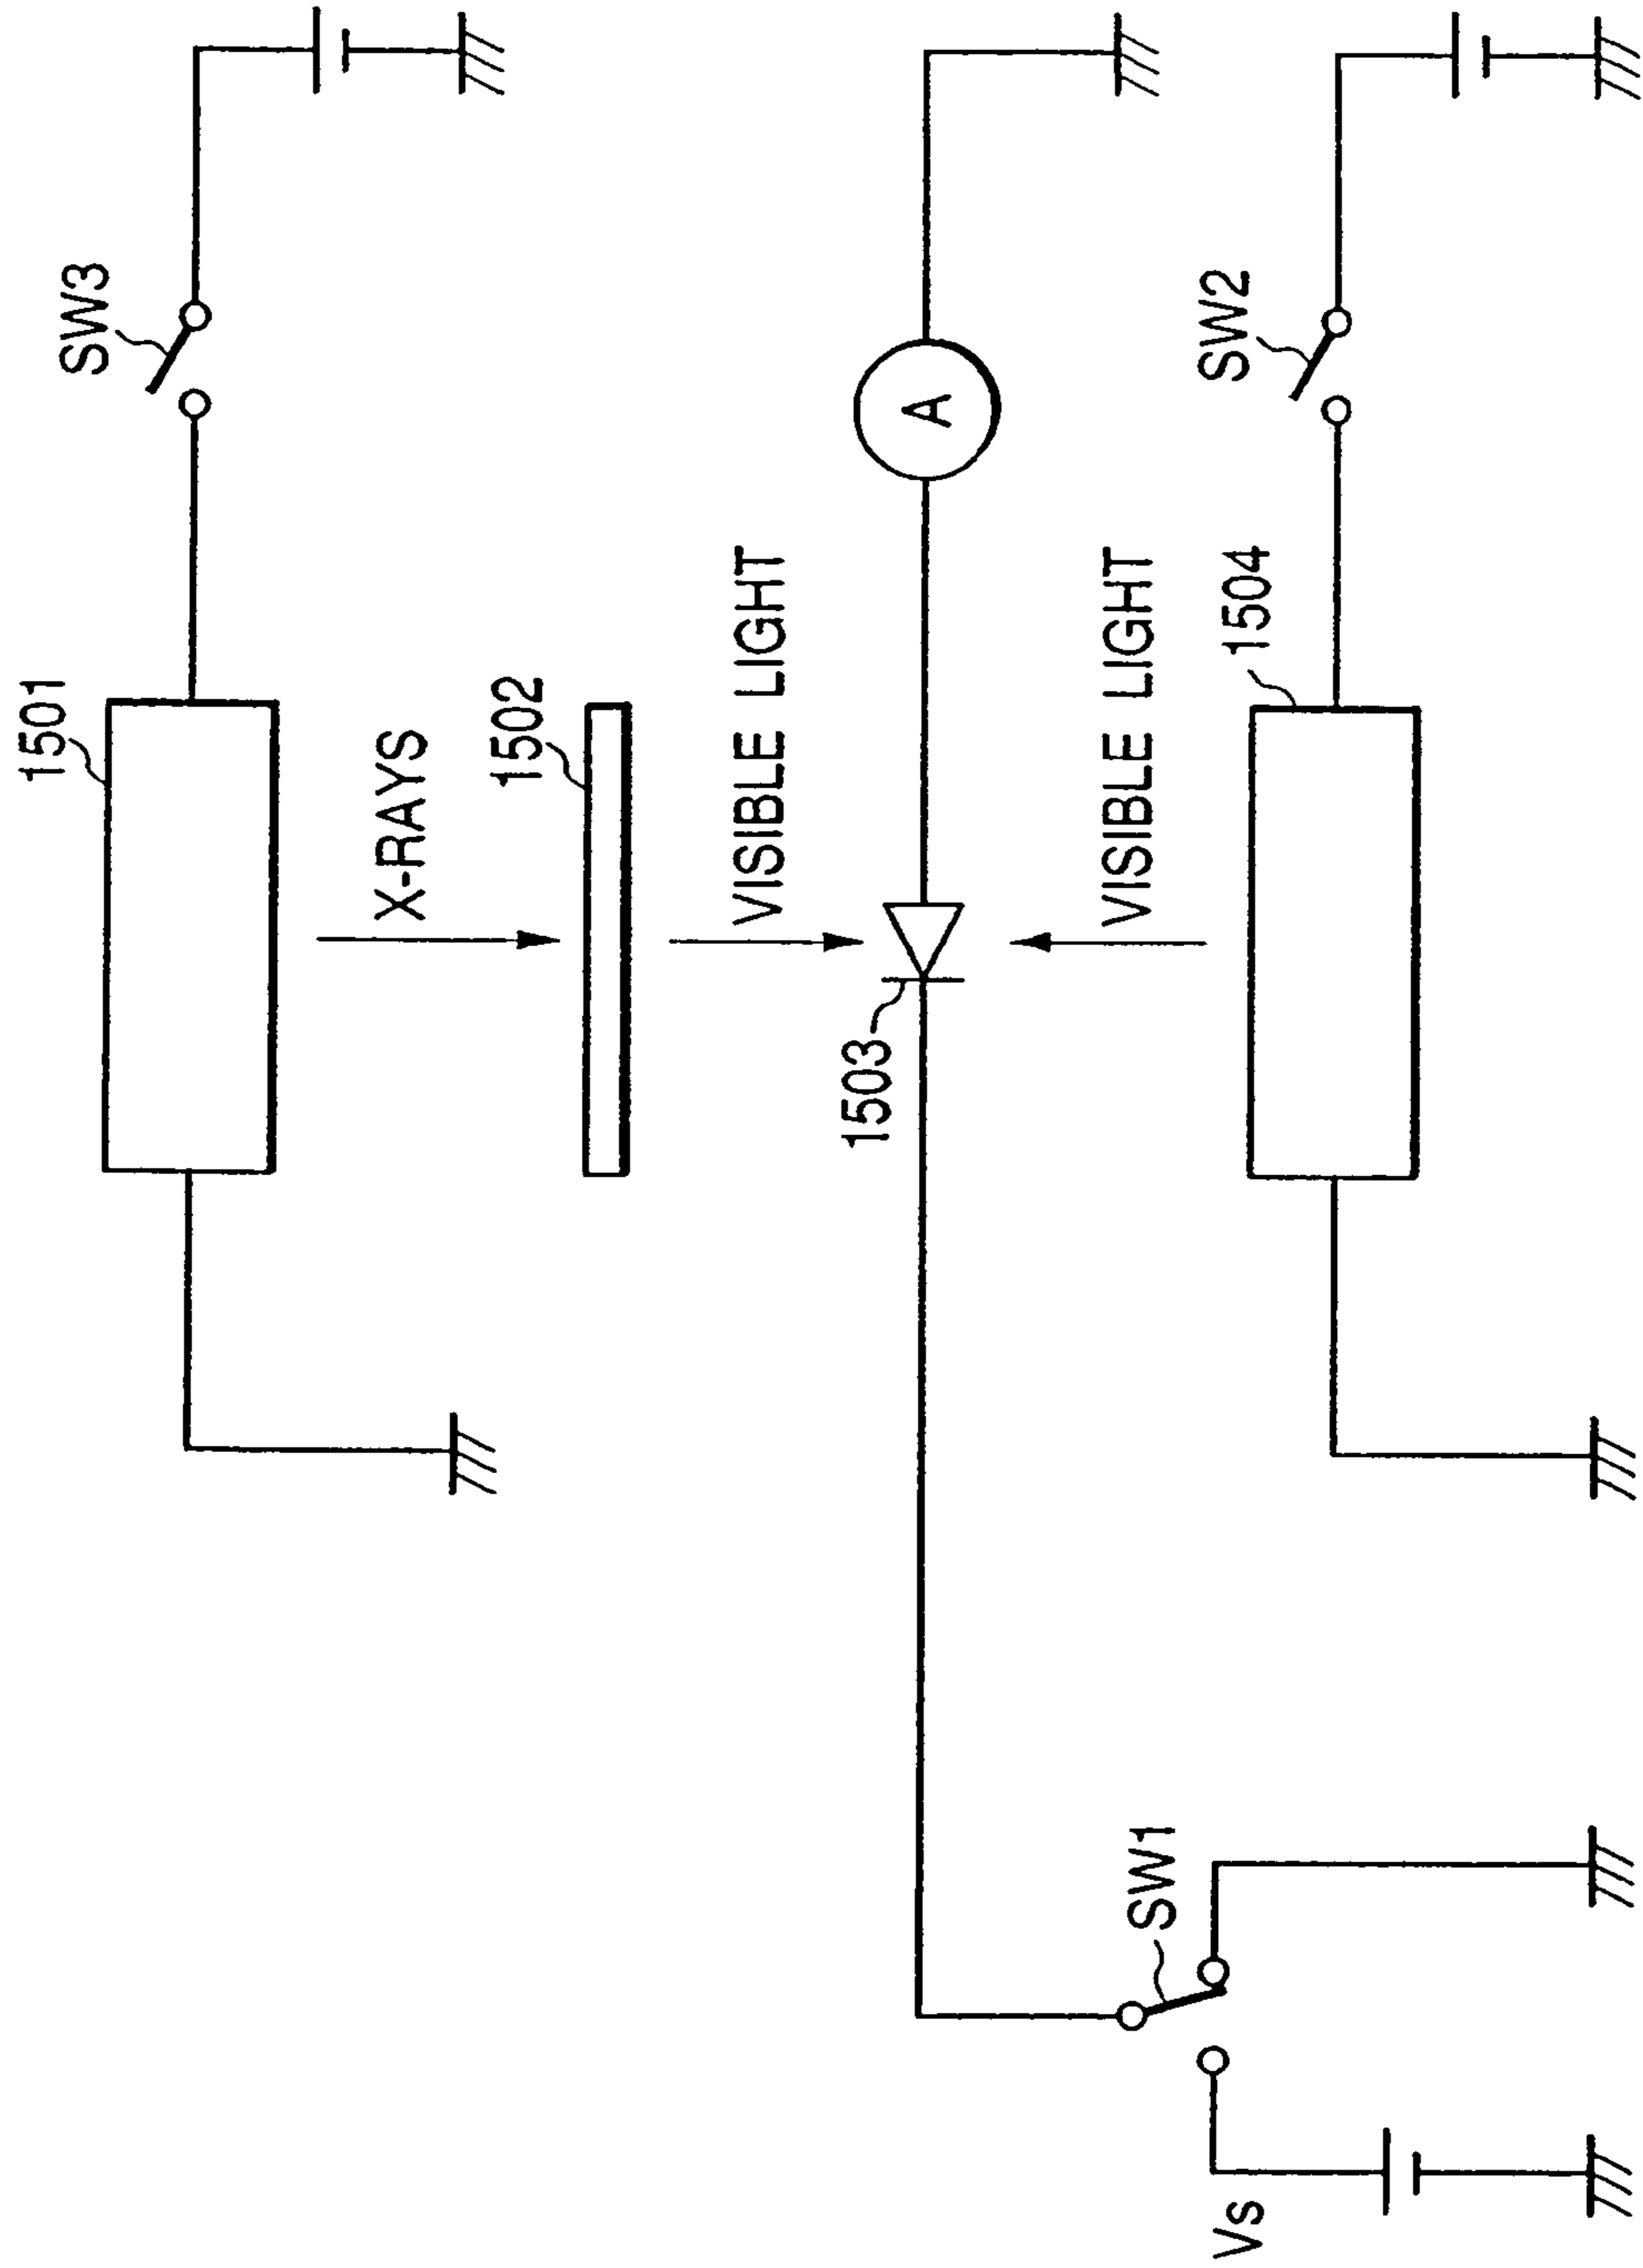 1501
SW3
X-RAYS
1502
VISIBLE LIGHT
1503
A
VISIBLE LIGHT
1504
SW2
SW1
Vs